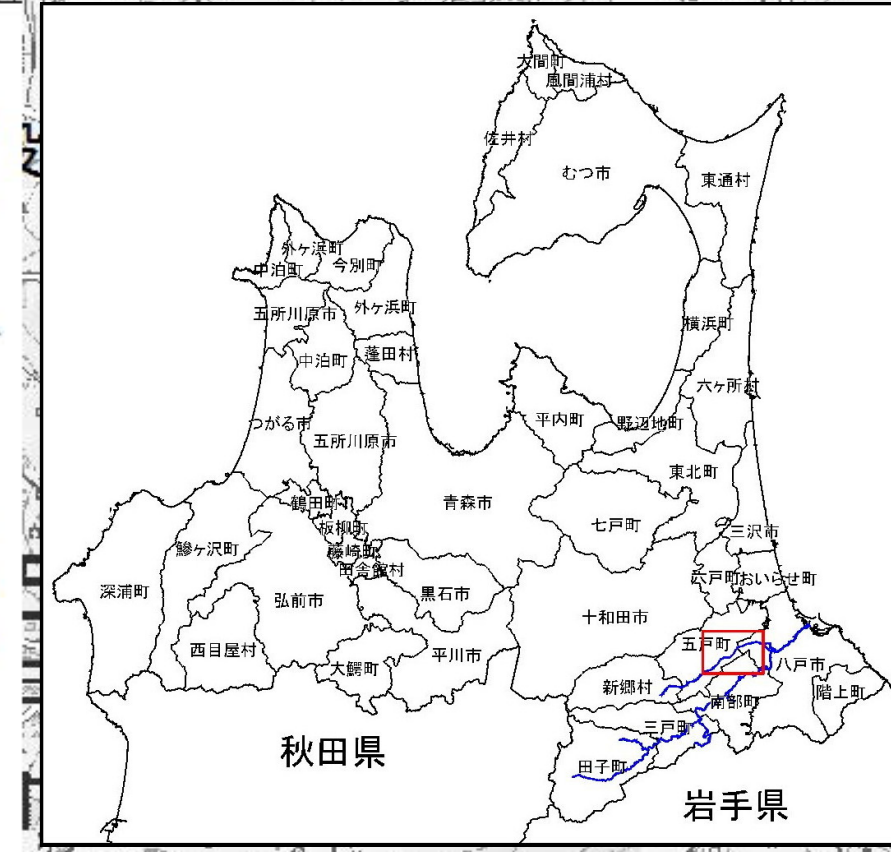 大間町
風間浦村
佐井村
むつ市
東通村
外ヶ浜町
中泊町
今別町
五所川原市
外ヶ浜町
横浜町
中泊町
蓬田村
六ヶ所村
つがる市
平内町
野辺地町
五所川原市
東北町
鶴田町
青森市
板柳町
七戸町
三沢市
鰺ヶ沢町
藤崎町
田舎館村
六戸町
おいらせ町
深浦町
弘前市
黒石市
十和田市
西目屋村
平川市
五戸町
大鰐町
八戸市
新郷村
南部町
階上町
三戸町
秋田県
田子町
岩手県